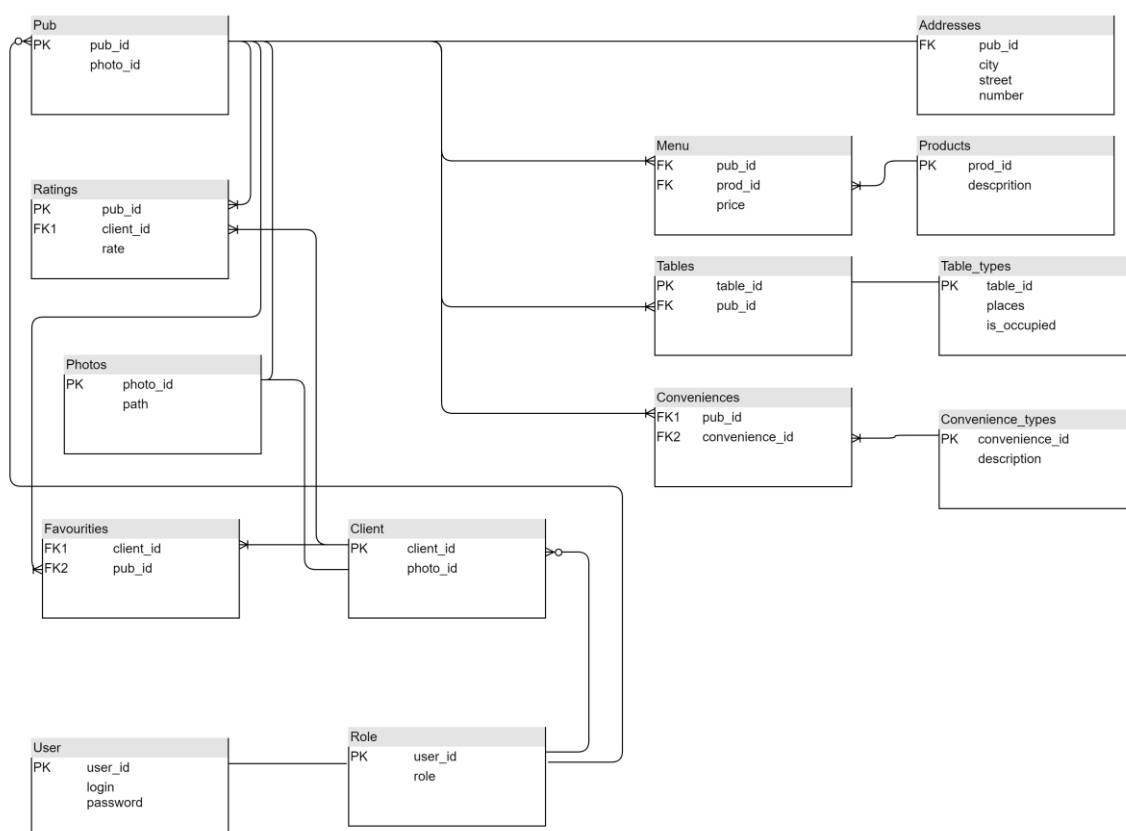 Pub
PK pub_id
photo_id
Addresses
FK pub_id
city
street
number
Menu
FK pub_id
FK prod_id
price
Products
PK prod_id
descprition
Ratings
PK pub_id
FK1 client_id
rate
Tables
PK table_id
FK pub_id
Table_types
PK table_id
places
is_occupied
Photos
PK photo_id
path
Conveniences
FK1 pub_id
FK2 convenience_id
Convenience_types
PK convenience_id
description
Favourities
FK1 client_id
FK2 pub_id
Client
PK client_id
photo_id
User
PK user_id
login
password
Role
PK user_id
role